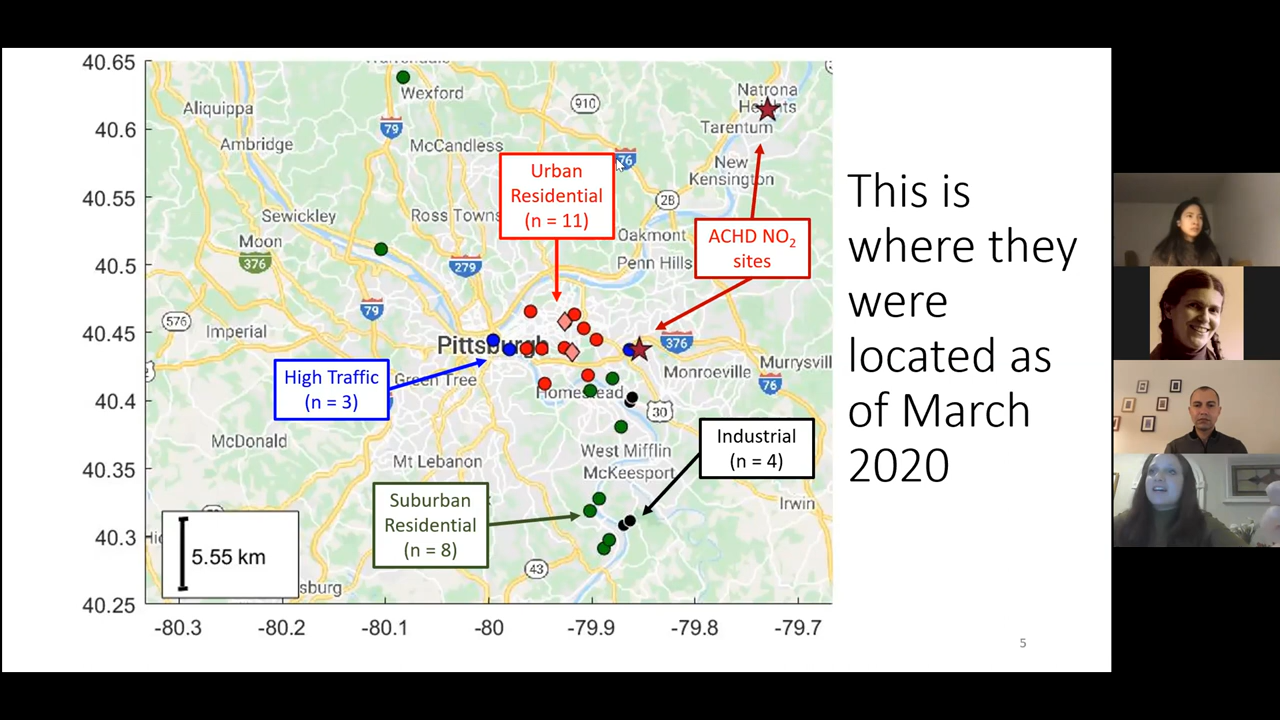 40.65
40.6
40.55
40.5
40.45
40.4
40.35
40.3
40.25
-80.3
-80.2
-80.1
-80
-79.9
-79.8
-79.7
Wexford
Aliquippa
910
Natrona
Heights
79
Tarentum
Ambridge
McCandless
76
New
Kensington
Urban
Residential
(n = 11)
28
Sewickley
Ross Towns
Oakmont
ACHD NO₂
sites
Moon
376
279
Penn Hills
79
576
Imperial
Pittsburgh
376
Murrysvill
Monroeville
76
High Traffic
(n = 3)
Green Tree
Homestead
30
McDonald
Industrial
(n = 4)
West Mifflin
Mt Lebanon
McKeesport
Suburban
Residential
(n = 8)
Irwin
5.55 km
43
sburg
This is
where they
were
located as
of March
2020
5